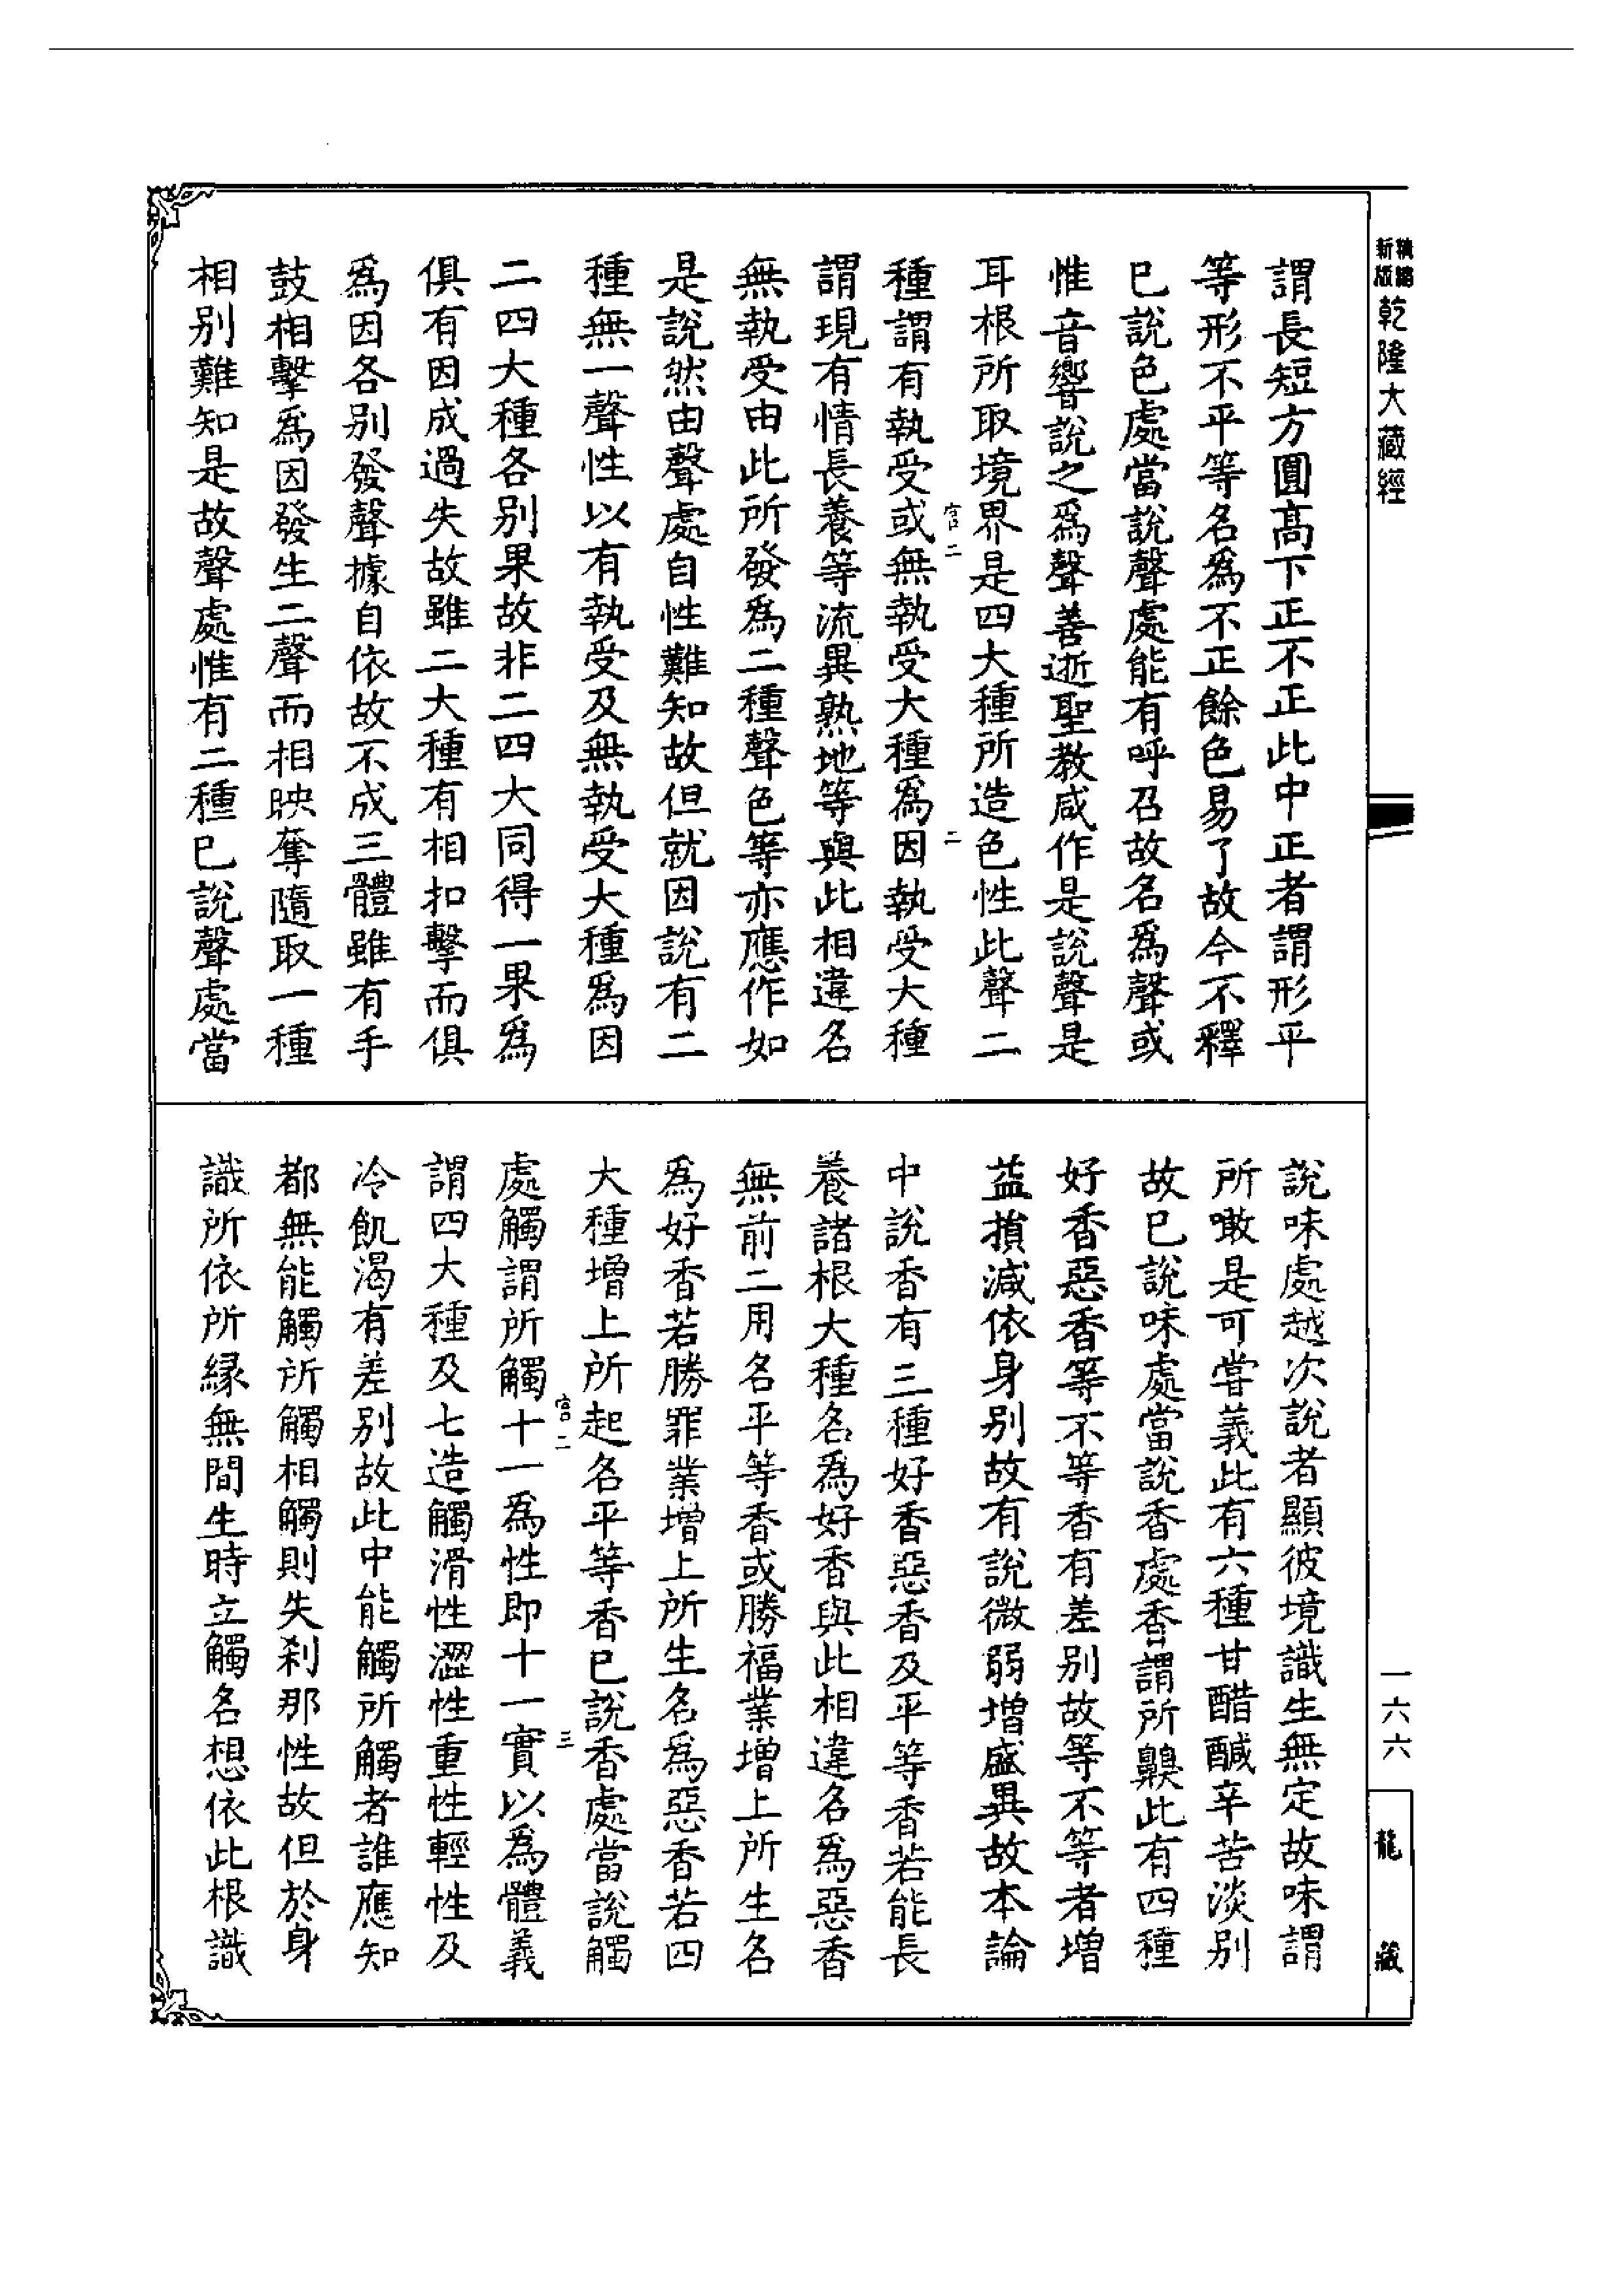 精縮
新版
乾隆大藏經
謂長短方圓高下正不正此中正者謂形平
等形不平等名為不正餘色易了故今不釋
已說色處當說聲處能有呼召故名為聲或
惟音響說之為聲善逝聖教咸作是說聲是
耳根所取境界是四大種所造色性此聲二
官二
二
種謂有執受或無執受大種為因執受大種
謂現有情長養等流異熟地等與此相違名
無執受由此所發為二種聲色等亦應作如
是說然由聲處自性難知故但就因說有二
種無一聲性以有執受及無執受大種為因
二四大種各別果故非二四大同得一果為
俱有因成過失故雖二大種有相扣擊而俱
為因各別發聲據自依故不成三體雖有手
鼓相擊為因發生二聲而相映奪隨取一種
相別難知是故聲處惟有二種已說聲處當
說味處越次說者顯彼境識生無定故味謂
所噉是可嘗義此有六種甘醋鹹辛苦淡別
故已說味處當說香處香謂所齅此有四種
好香惡香等不等香有差別故等不等者增
益損減依身別故有說微弱增盛異故本論
中說香有三種好香惡香及平等香若能長
養諸根大種名為好香與此相違名為惡香
無前二用名平等香或勝福業增上所生名
為好香若勝罪業增上所生名為惡香若四
大種增上所起名平等香已說香處當說觸
官二
三
處觸謂所觸十一為性即十一實以為體義
謂四大種及七造觸滑性澀性重性輕性及
冷飢渴有差別故此中能觸所觸者誰應知
都無能觸所觸相觸則失剎那性故但於身
識所依所緣無間生時立觸名想依此根識
一六六
龍藏